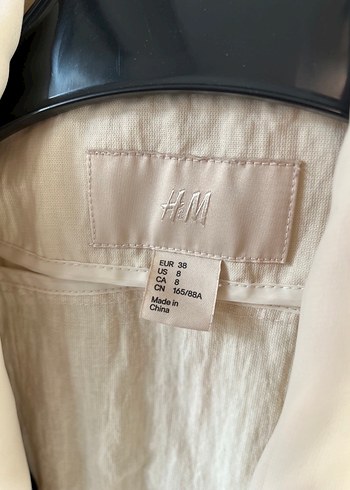 H&M
EUR 38
US 8
CA 8
CN 165/88A
Made in
China